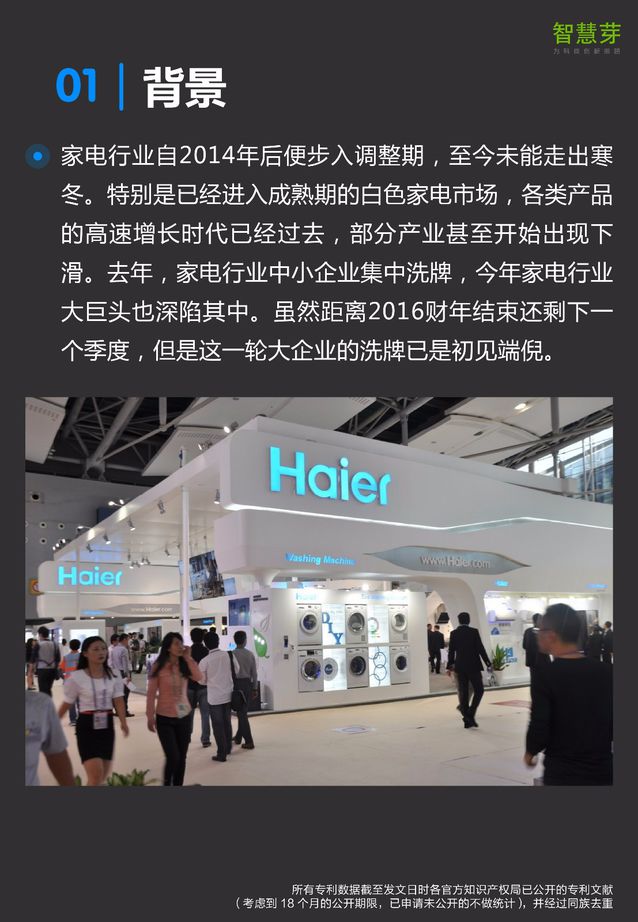 智慧芽
为科技创新而器
01 背景
家电行业自2014年后便步入调整期，至今未能走出寒
冬。特别是已经进入成熟期的白色家电市场，各类产品
的高速增长时代已经过去，部分产业甚至开始出现下
滑。去年，家电行业中小企业集中洗牌，今年家电行业
大巨头也深陷其中。虽然距离2016财年结束还剩下一
个季度，但是这一轮大企业的洗牌已是初见端倪。
Haier
Washing Machine
www.Haier.com
Haier
www.Haier.com
Haier
DIY
所有专利数据截至发文日时各官方知识产权局已公开的专利文献
（考虑到 18 个月的公开期限，已申请未公开的不做统计），并经过同族去重